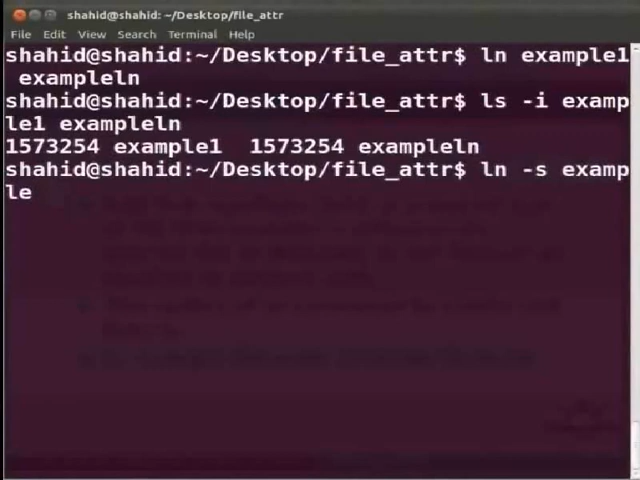 shahid@shahid: ~/Desktop/file_attr
File Edit View Search Terminal Help
shahid@shahid:~/Desktop/file_attr$ ln example1
exampleln
shahid@shahid:~/Desktop/file_attr$ ls -i examp
le1 exampleln
1573254 example1  1573254 exampleln
shahid@shahid:~/Desktop/file_attr$ ln -s examp
le